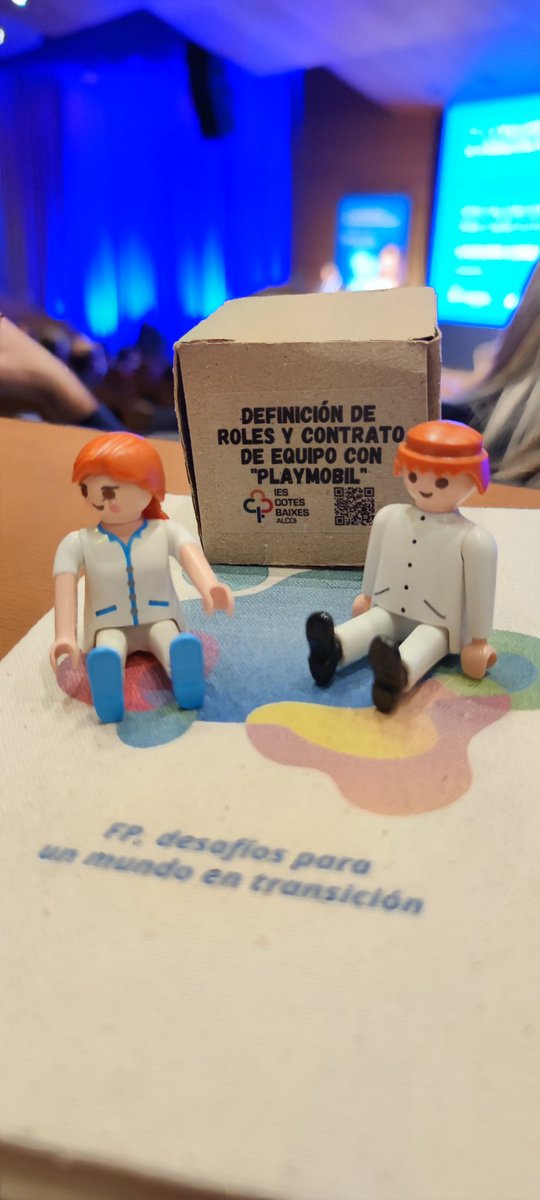 DEFINICIÓN DE
ROLES Y CONTRATO
DE EQUIPO CON
"PLAYMOBIL"
IES
COTES
BAIXES
ALCOI
FP. desafíos para
un mundo en transición